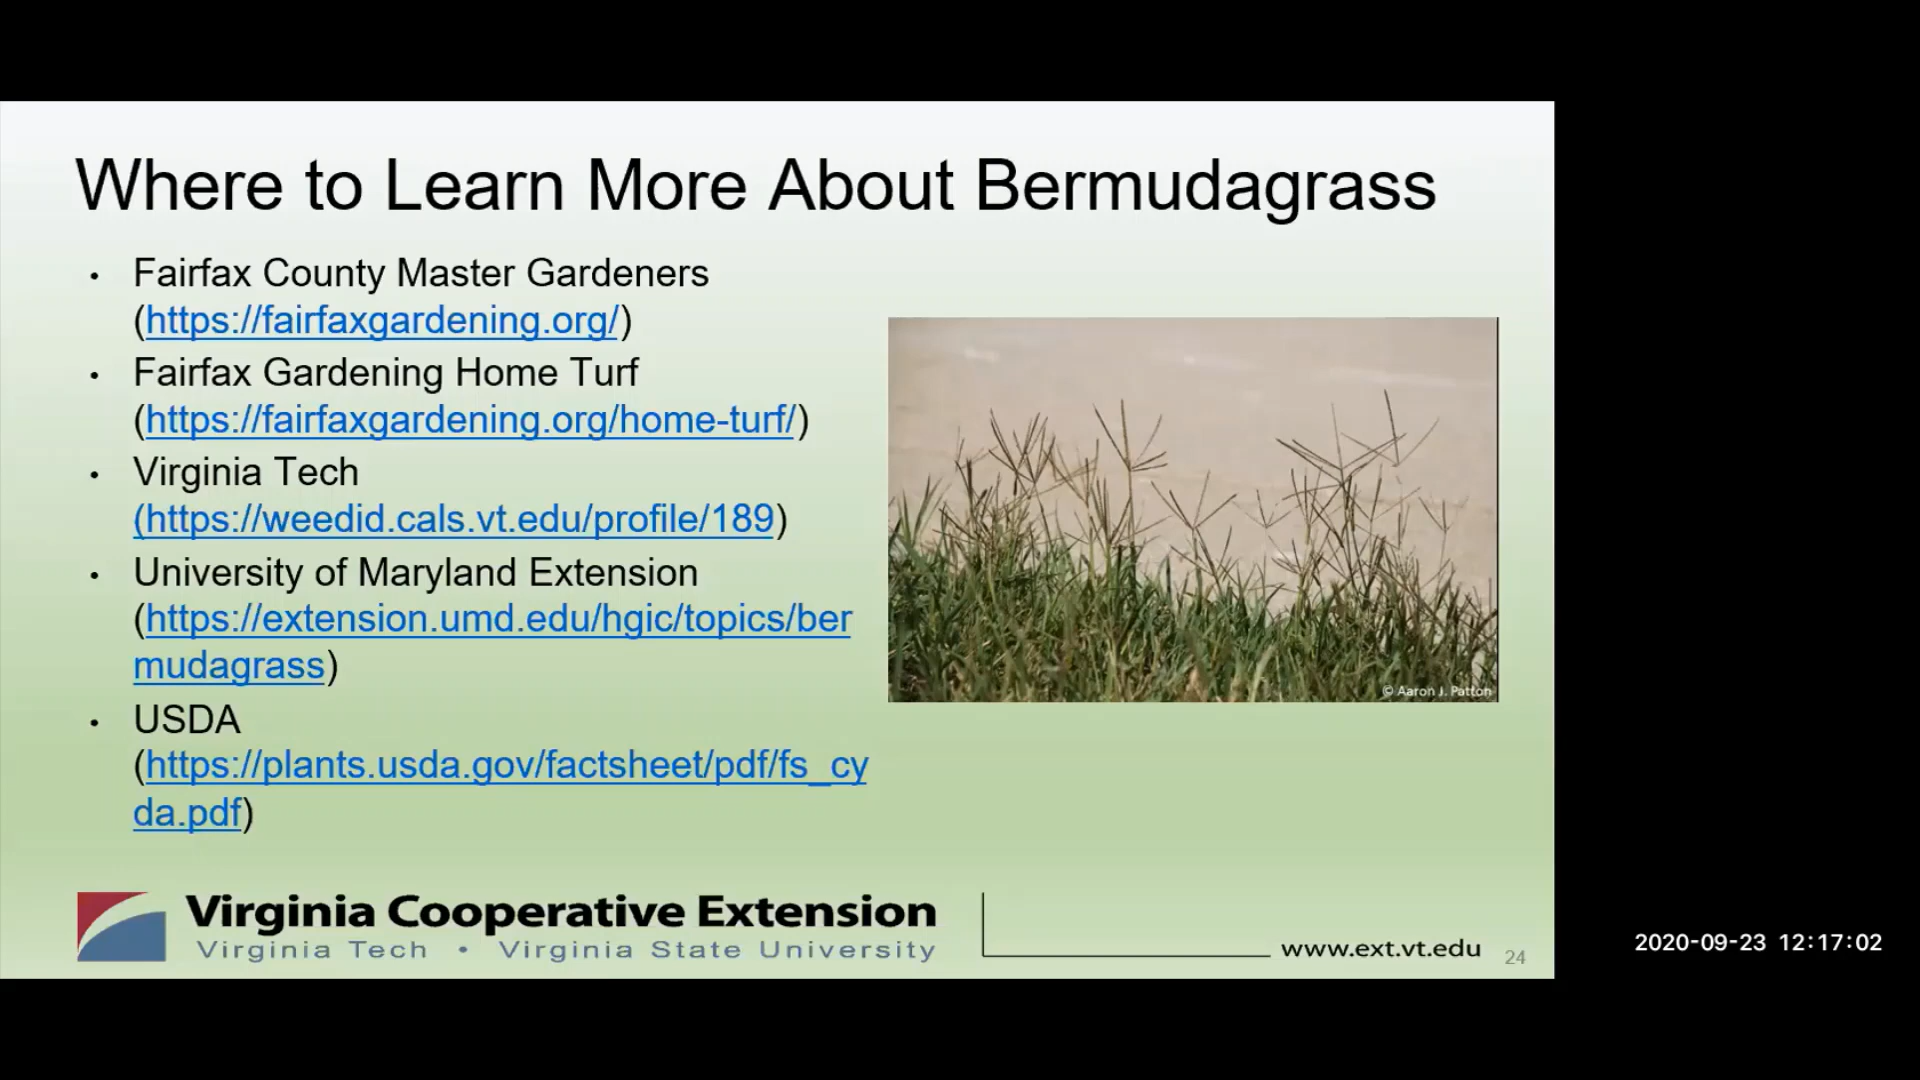 Where to Learn More About Bermudagrass
• Fairfax County Master Gardeners
(https://fairfaxgardening.org/)
• Fairfax Gardening Home Turf
(https://fairfaxgardening.org/home-turf/)
• Virginia Tech
(https://weedid.cals.vt.edu/profile/189)
• University of Maryland Extension
(https://extension.umd.edu/hgic/topics/ber
mudagrass)
• USDA
(https://plants.usda.gov/factsheet/pdf/fs_cy
da.pdf)
© Aaron J. Patton
Virginia Cooperative Extension
Virginia Tech • Virginia State University
www.ext.vt.edu
24
2020-09-23 12:17:02